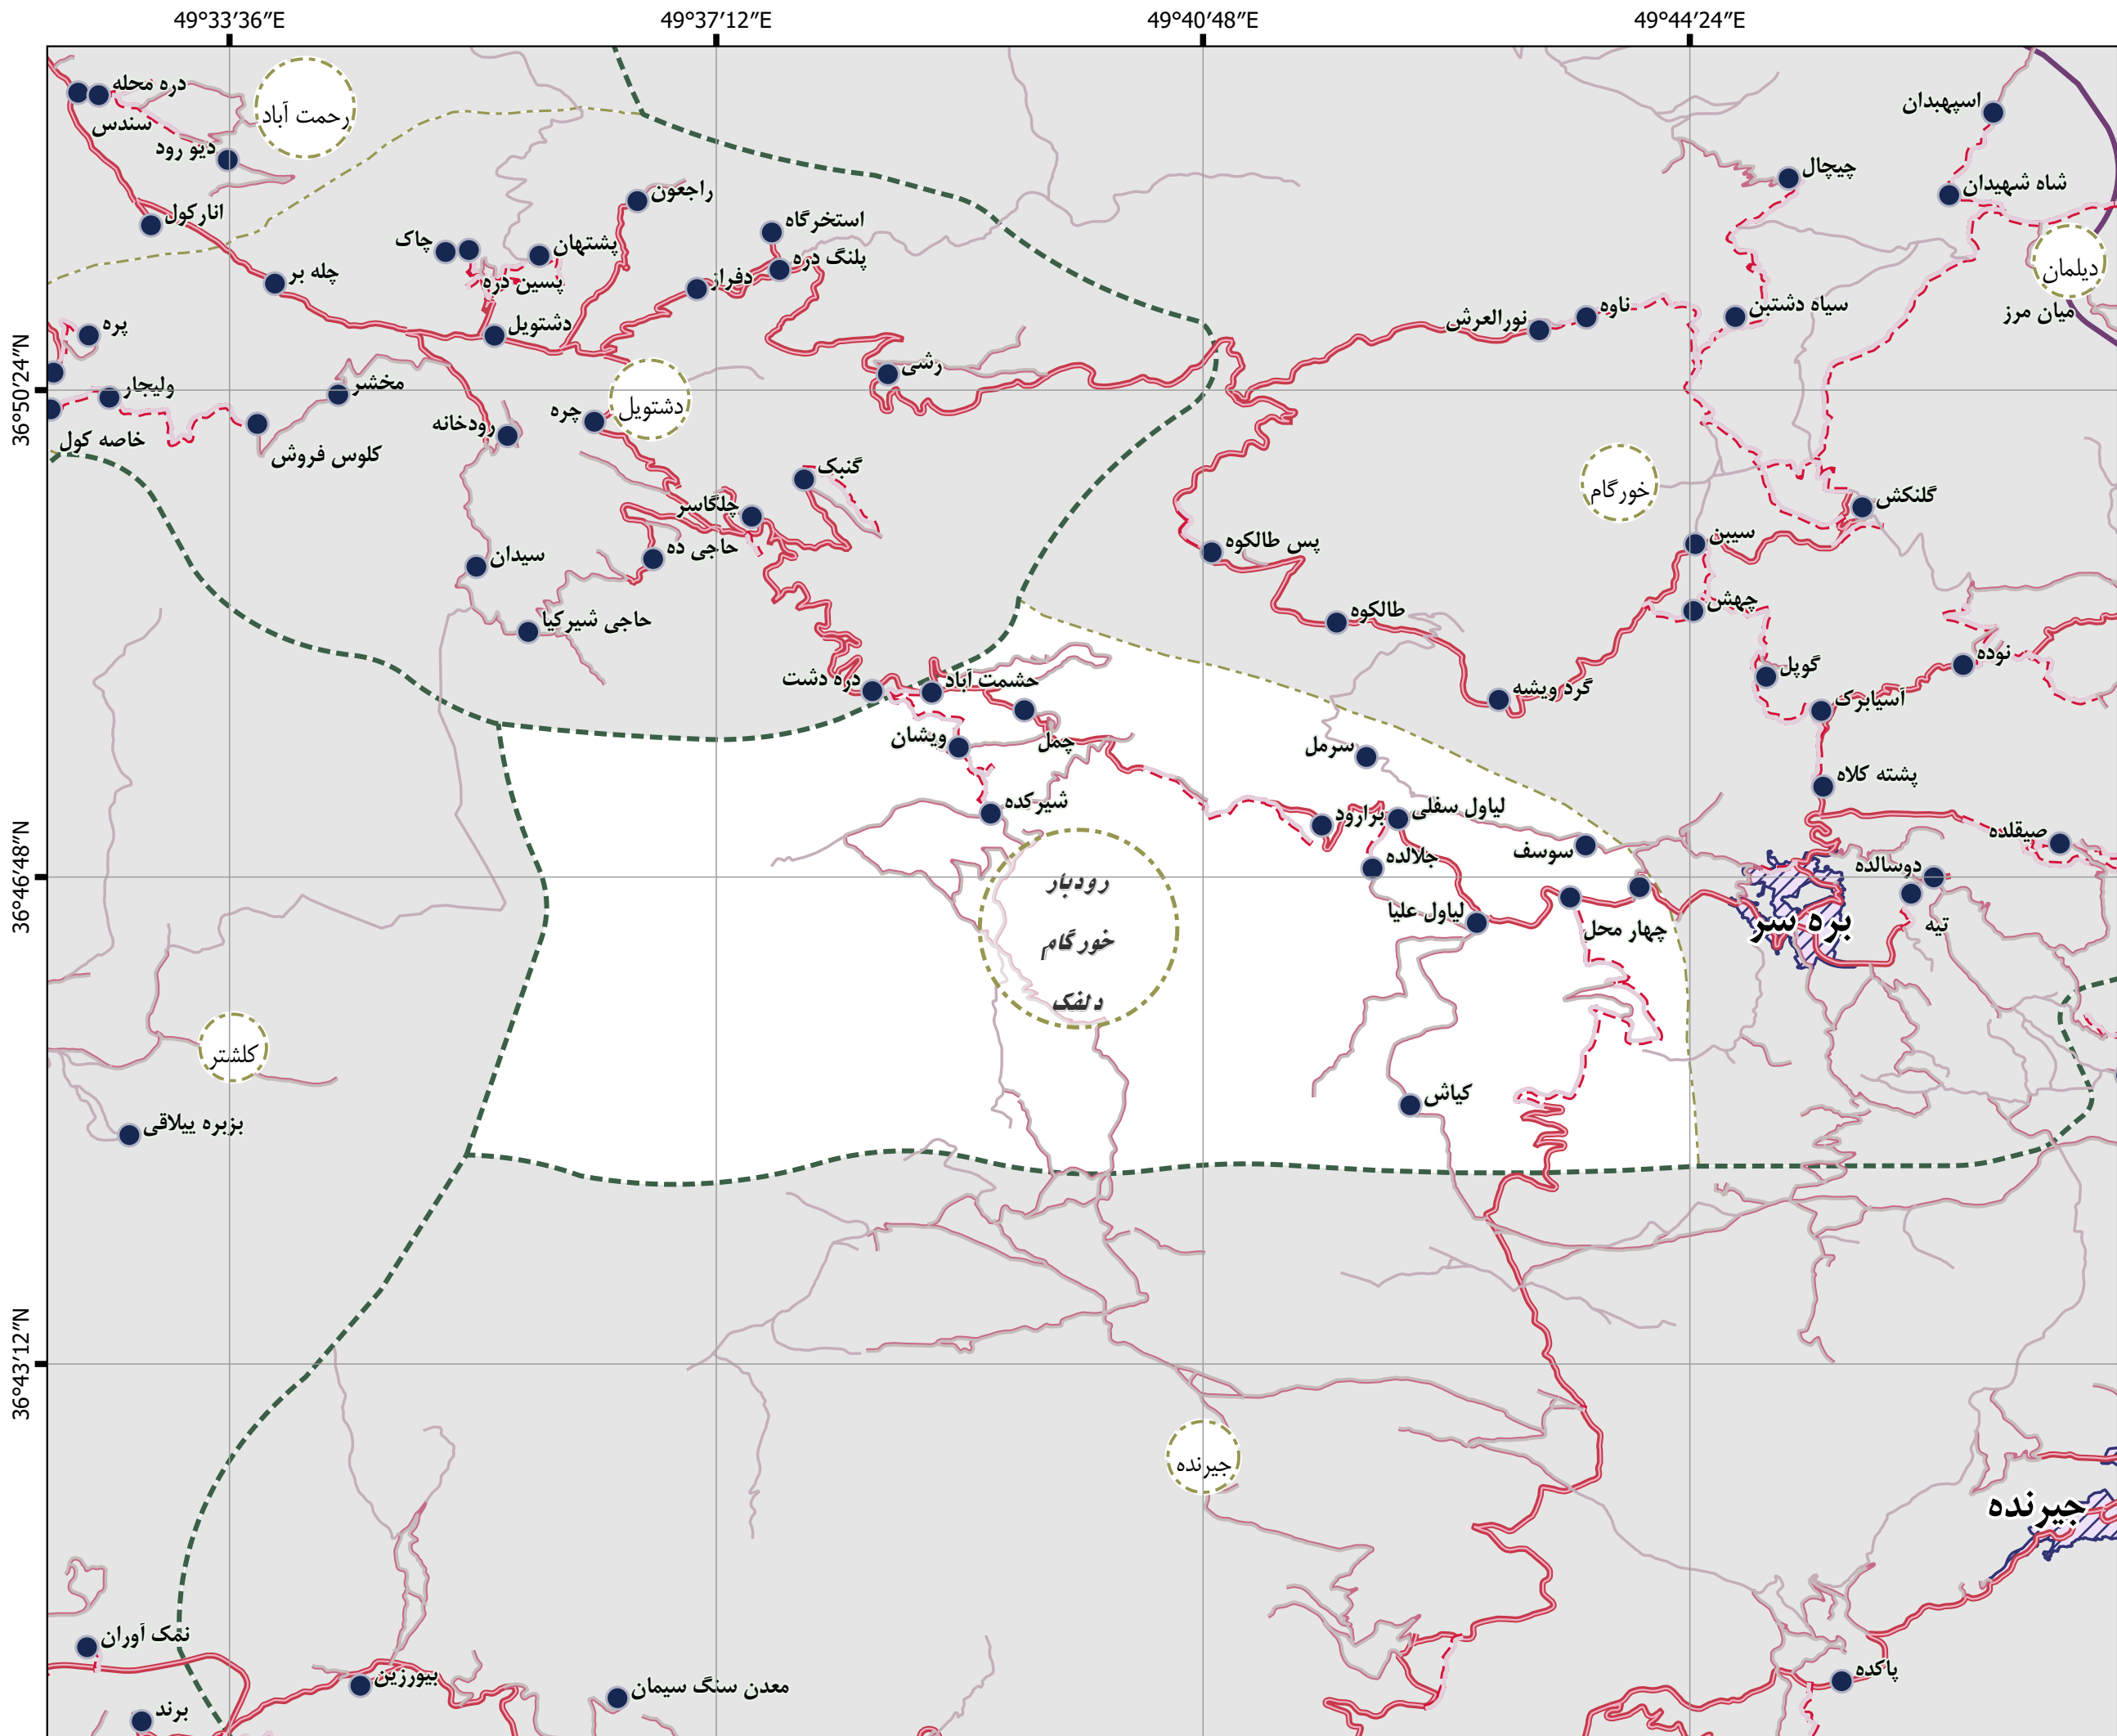 49°33′36″E
49°37′12″E
49°40′48″E
49°44′24″E
36°50′24″N
36°46′48″N
36°43′12″N
دره محله
سندس
دیو رود
رحمت آباد
انارکول
راجعون
استخرگاه
پلنگ دره
دفراز
چاک
پشتهان
پسین دره
چله بر
دشتویل
پره
ولیجار
مخشر
خاصه کول
کلوس فروش
رودخانه
چره
دشتویل
رشی
گنبک
چلگاسر
حاجی ده
سیدان
حاجی شیرکیا
اسپهبدان
چیچال
شاه شهیدان
دیلمان
میان مرز
سیاه دشتبن
ناوه
نورالعرش
خورگام
گلنکش
سیبن
چهش
پس طالکوه
طالکوه
گرد ویشه
گوپل
نوده
آسیابرک
پشته کلاه
صیقلده
دوسالده
تیه
بره سر
دره دشت
حشمت آباد
چمل
ویشان
شیرکده
سرمل
برارود
لیاول سفلی
جلالده
سوسف
لیاول علیا
چهار محل
رودبار
خورگام
دلفک
کیاش
کلشتر
بزبره ییلاقی
جیرنده
جیرنده
نمک آوران
بیورزین
معدن سنگ سیمان
برند
پاکده